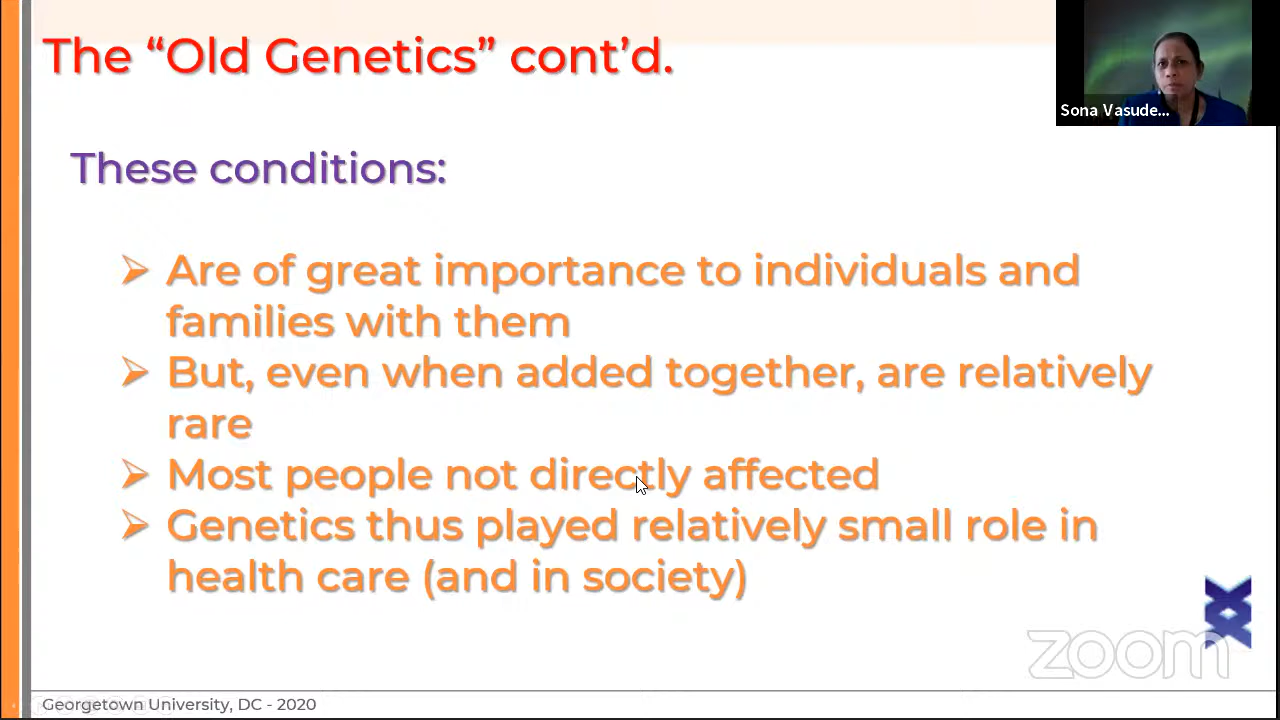 The “Old Genetics” cont’d.
Sona Vasude...
These conditions:
➢ Are of great importance to individuals and
families with them
➢ But, even when added together, are relatively
rare
➢ Most people not directly affected
➢ Genetics thus played relatively small role in
health care (and in society)
zoom
Georgetown University, DC - 2020